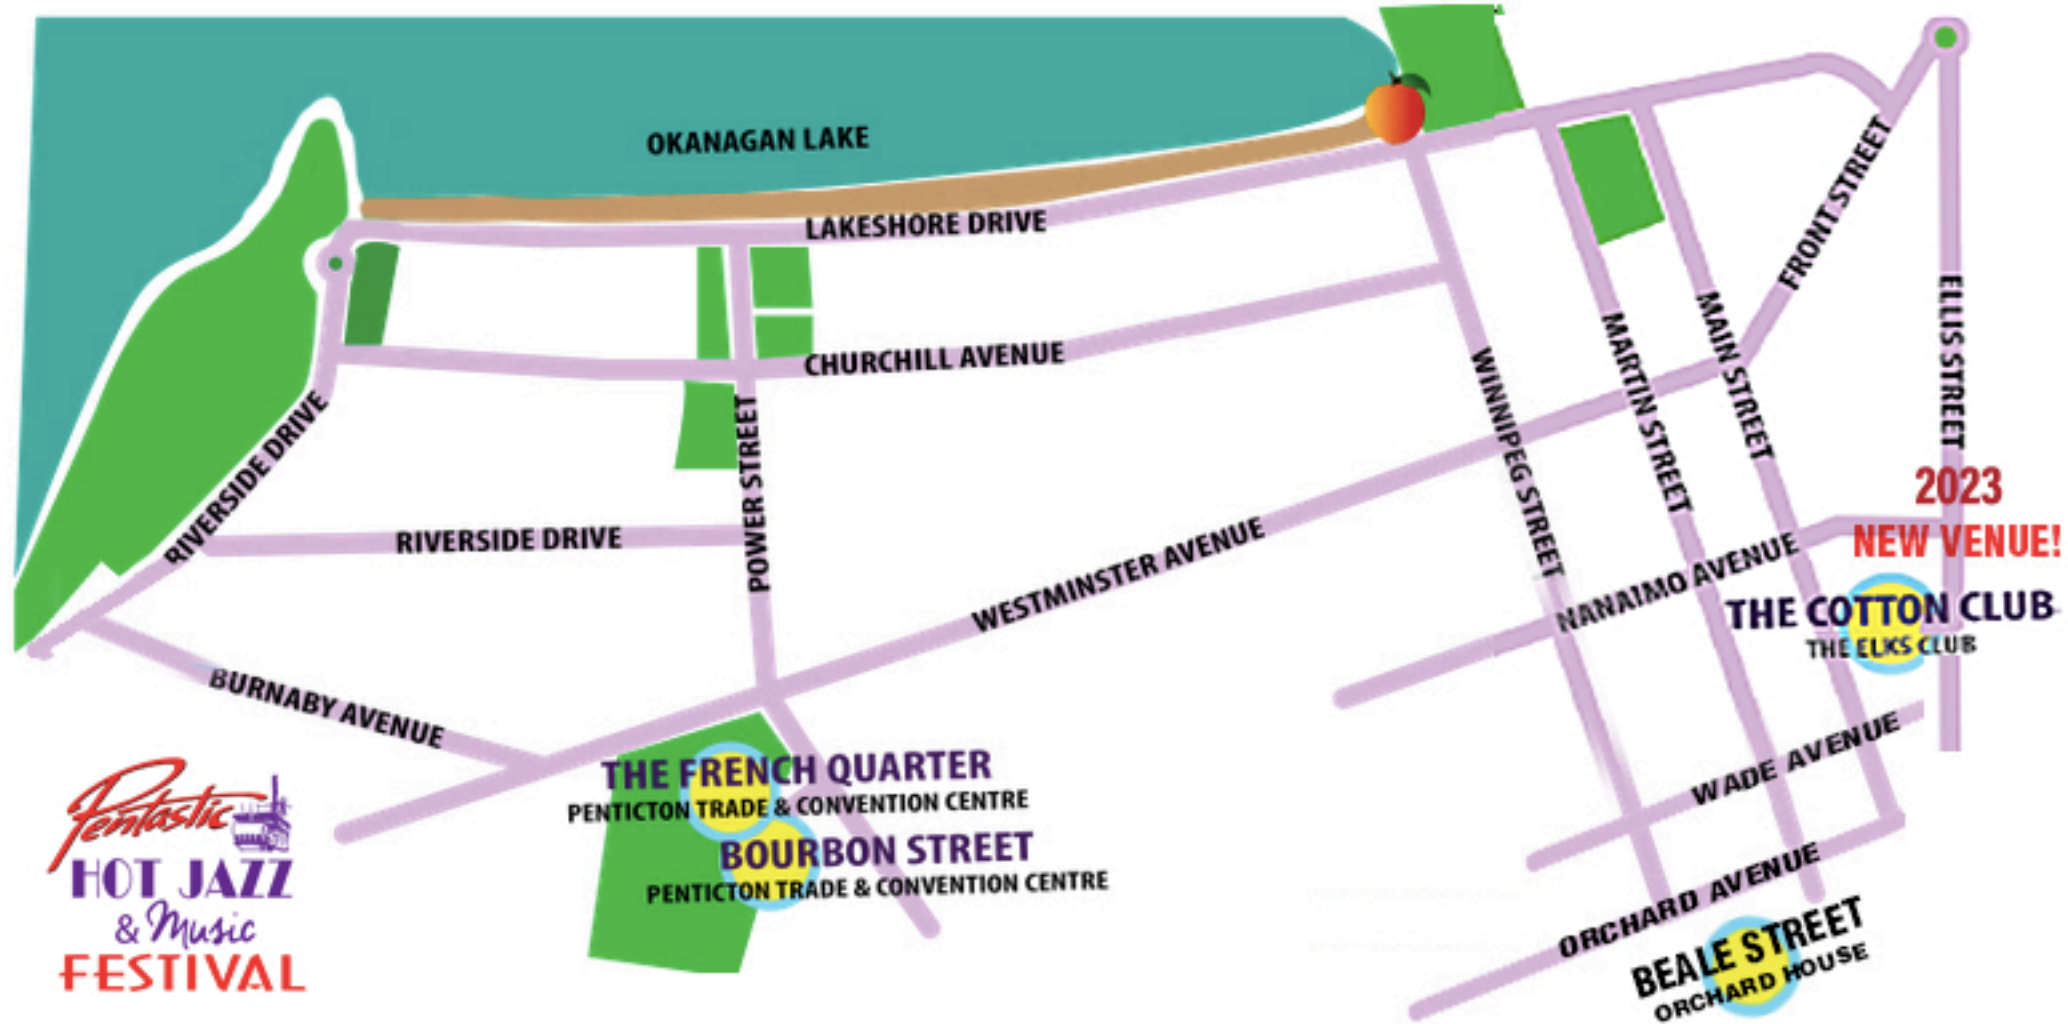 OKANAGAN LAKE
LAKESHORE DRIVE
CHURCHILL AVENUE
FRONT STREET
ELLIS STREET
MAIN STREET
MARTIN STREET
WINNIPEG STREET
RIVERSIDE DRIVE
POWER STREET
RIVERSIDE DRIVE
WESTMINSTER AVENUE
NANAIMO AVENUE
2023
NEW VENUE!
THE COTTON CLUB
THE ELKS CLUB
BURNABY AVENUE
WADE AVENUE
THE FRENCH QUARTER
PENTICTON TRADE & CONVENTION CENTRE
BOURBON STREET
PENTICTON TRADE & CONVENTION CENTRE
ORCHARD AVENUE
BEALE STREET
ORCHARD HOUSE
Pentastic
HOT JAZZ
& Music
FESTIVAL